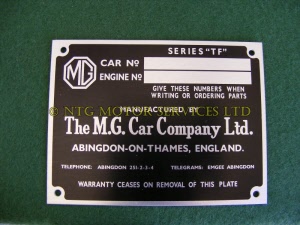 SERIES "TF"
MG
CAR Nº
ENGINE Nº
GIVE THESE NUMBERS WHEN
WRITING OR ORDERING PARTS
MANUFACTURED BY
© NTG MOTOR SERVICES LTD
The M.G. Car Company Ltd.
ABINGDON-ON-THAMES, ENGLAND.
TELEPHONE: ABINGDON 251-2-3-4 TELEGRAMS: EMGEE ABINGDON
WARRANTY CEASES ON REMOVAL OF THIS PLATE